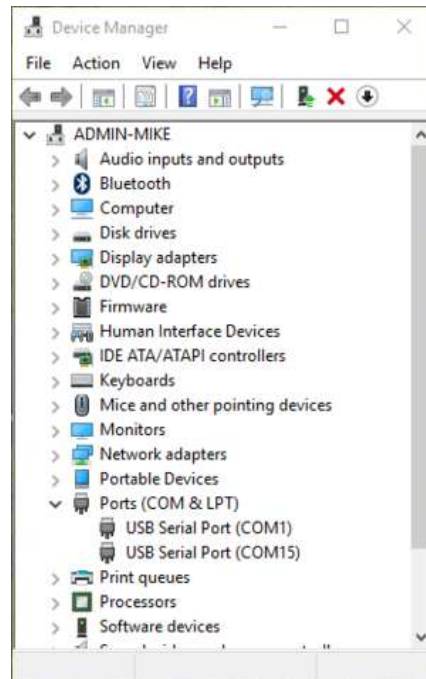 Device Manager
File Action View Help
ADMIN-MIKE
Audio inputs and outputs
Bluetooth
Computer
Disk drives
Display adapters
DVD/CD-ROM drives
Firmware
Human Interface Devices
IDE ATA/ATAPI controllers
Keyboards
Mice and other pointing devices
Monitors
Network adapters
Portable Devices
Ports (COM & LPT)
USB Serial Port (COM1)
USB Serial Port (COM15)
Print queues
Processors
Software devices